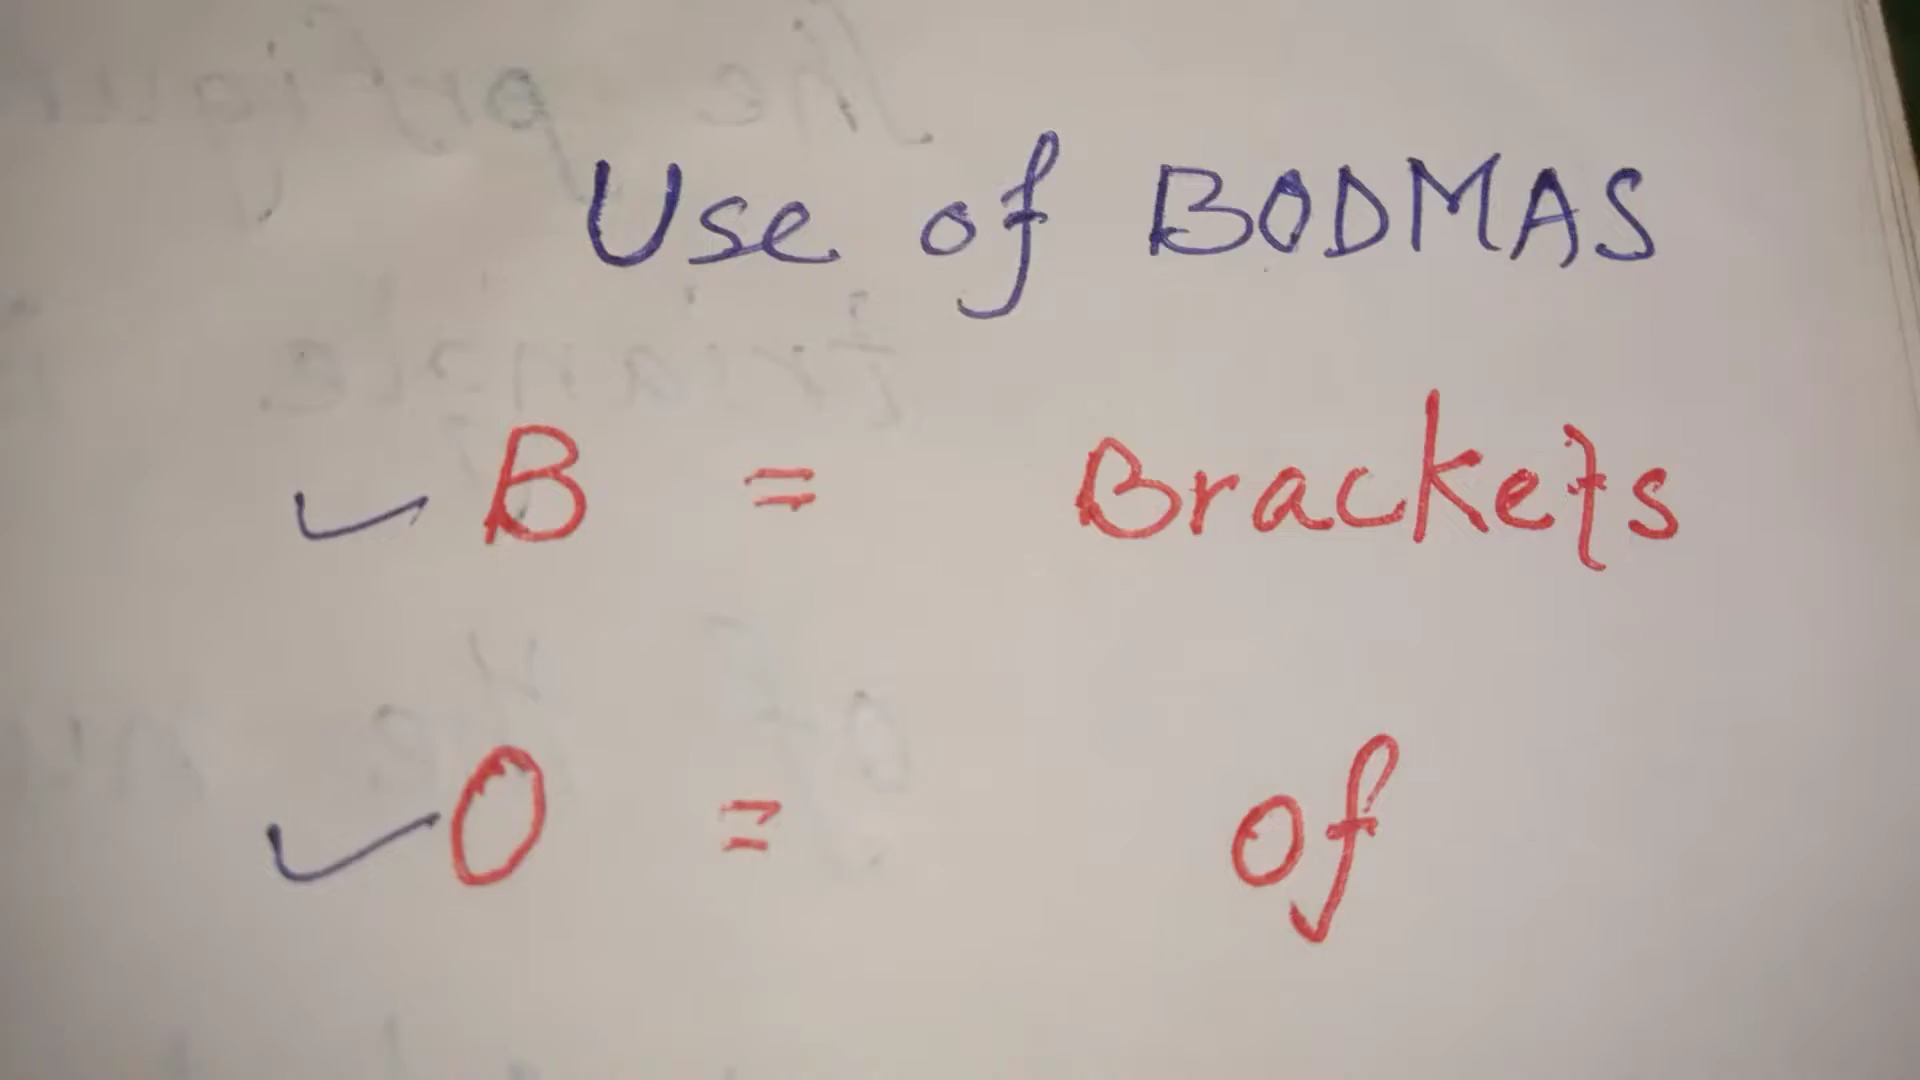 Use of BODMAS
B = Brackets
O = of